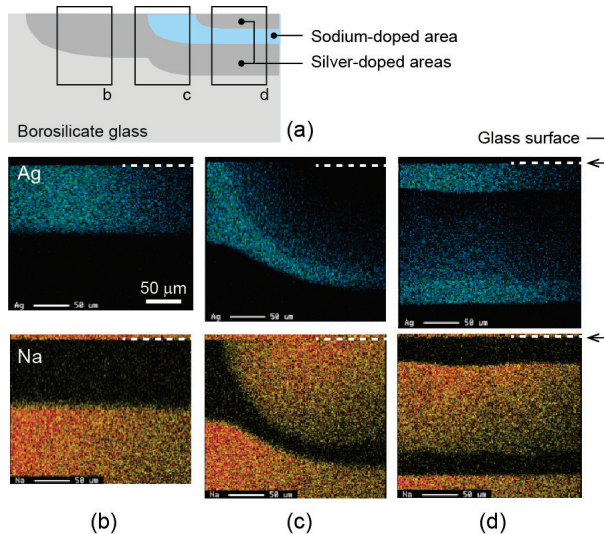 Sodium-doped area
Silver-doped areas
b
c
d
Borosilicate glass
(a)
Glass surface
Ag
50 μm
Ag 50 um
Ag 50 um
Ag 50 um
Na
Na 50 um
Na 50 um
Na 50 um
(b)
(c)
(d)